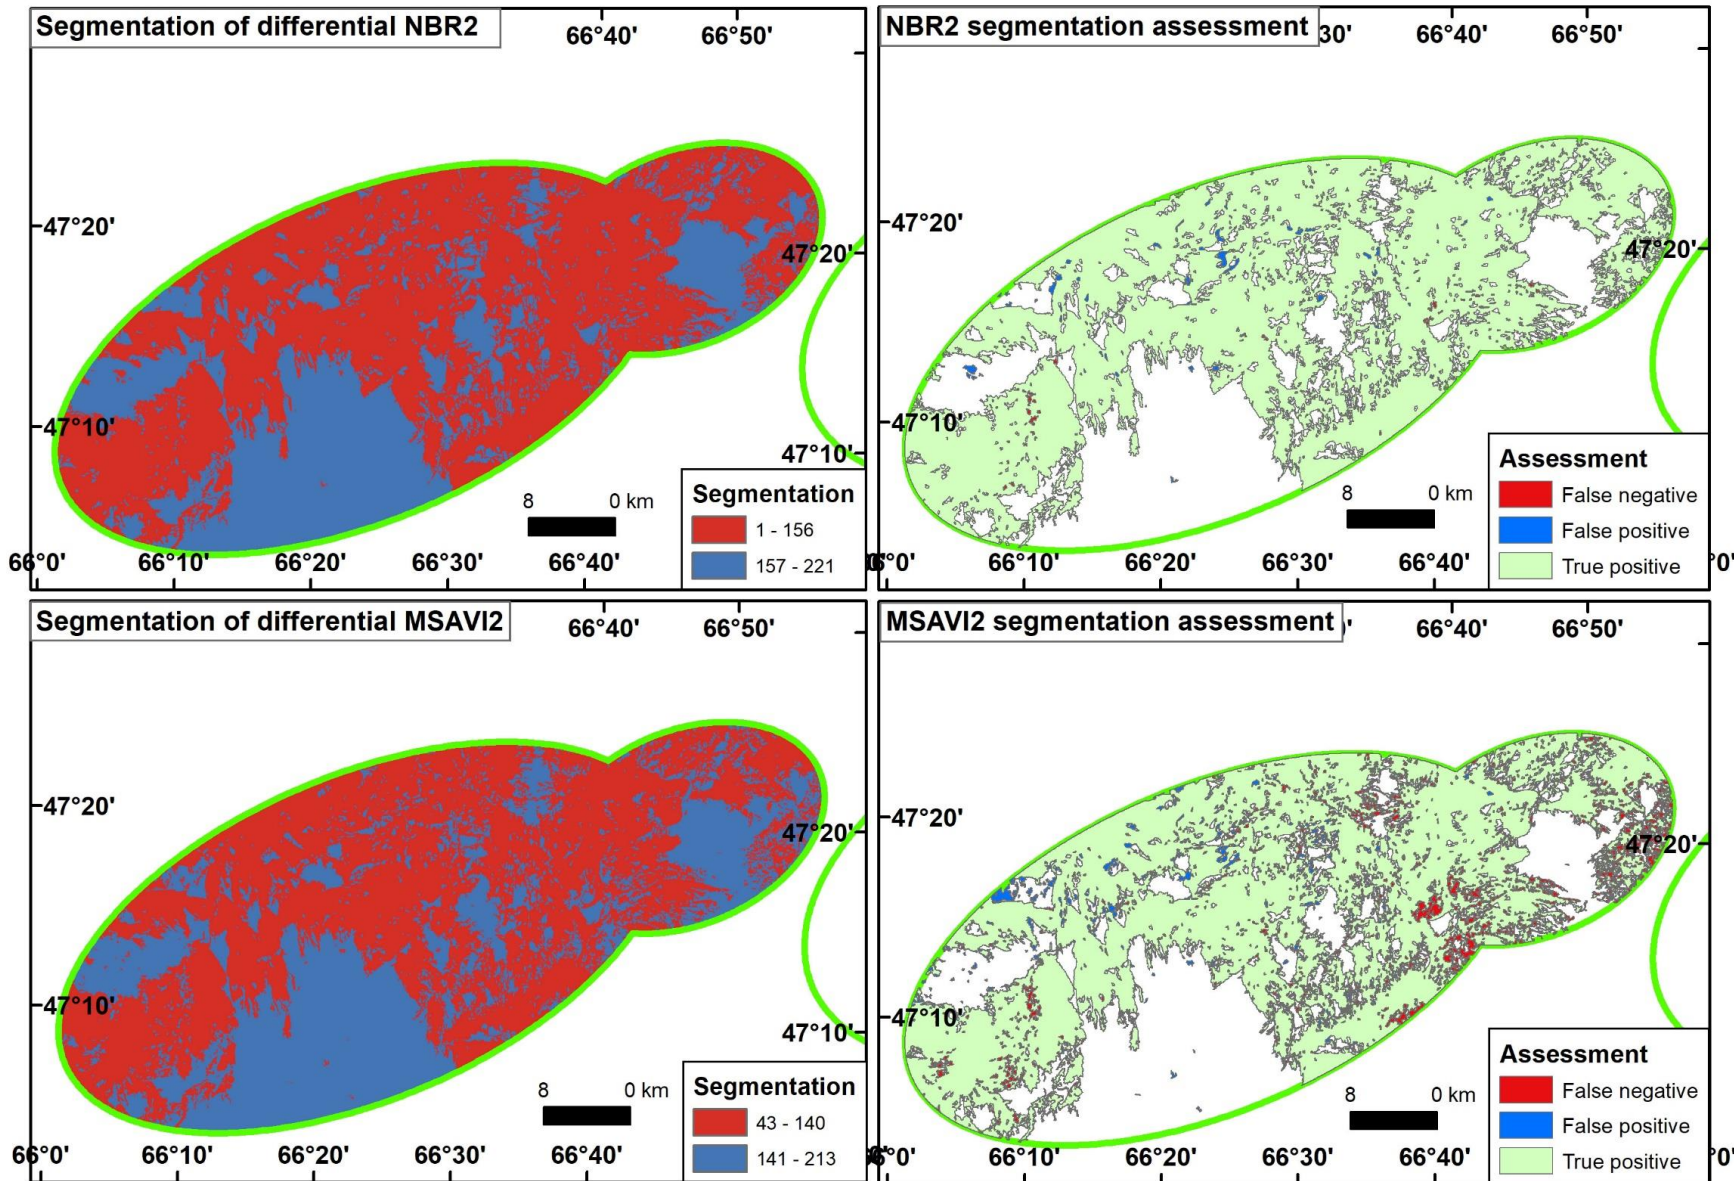 Segmentation of differential NBR2
66°40' 66°50'
47°20'
47°20'
47°10'
47°10'
8 0 km
Segmentation
1 - 156
157 - 221
66°0' 66°10' 66°20' 66°30' 66°40'
NBR2 segmentation assessment
30' 66°40' 66°50'
47°20'
47°20'
47°10'
8 0 km
Assessment
False negative
False positive
True positive
0' 66°10' 66°20' 66°30' 66°40' 0'
Segmentation of differential MSAVI2
66°40' 66°50'
47°20'
47°20'
47°10'
47°10'
8 0 km
Segmentation
43 - 140
141 - 213
66°0' 66°10' 66°20' 66°30' 66°40'
MSAVI2 segmentation assessment
0' 66°40' 66°50'
47°20'
47°20'
47°10'
8 0 km
Assessment
False negative
False positive
True positive
°0' 66°10' 66°20' 66°30' 66°40' 0'